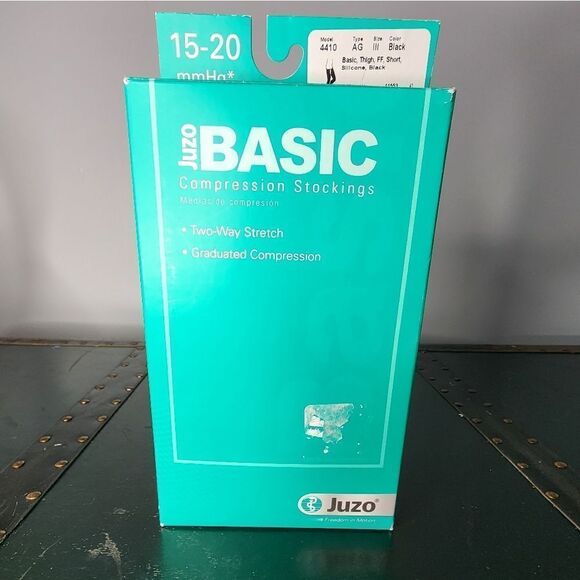 15-20
mmHg*
Model Type Size Color
4410 AG III Black
Basic, Thigh, FF, Short,
Silicone, Black
Juzo
BASIC
Compression Stockings
Medias de compresión
• Two-Way Stretch
• Graduated Compression
Juzo®
Freedom in Motion